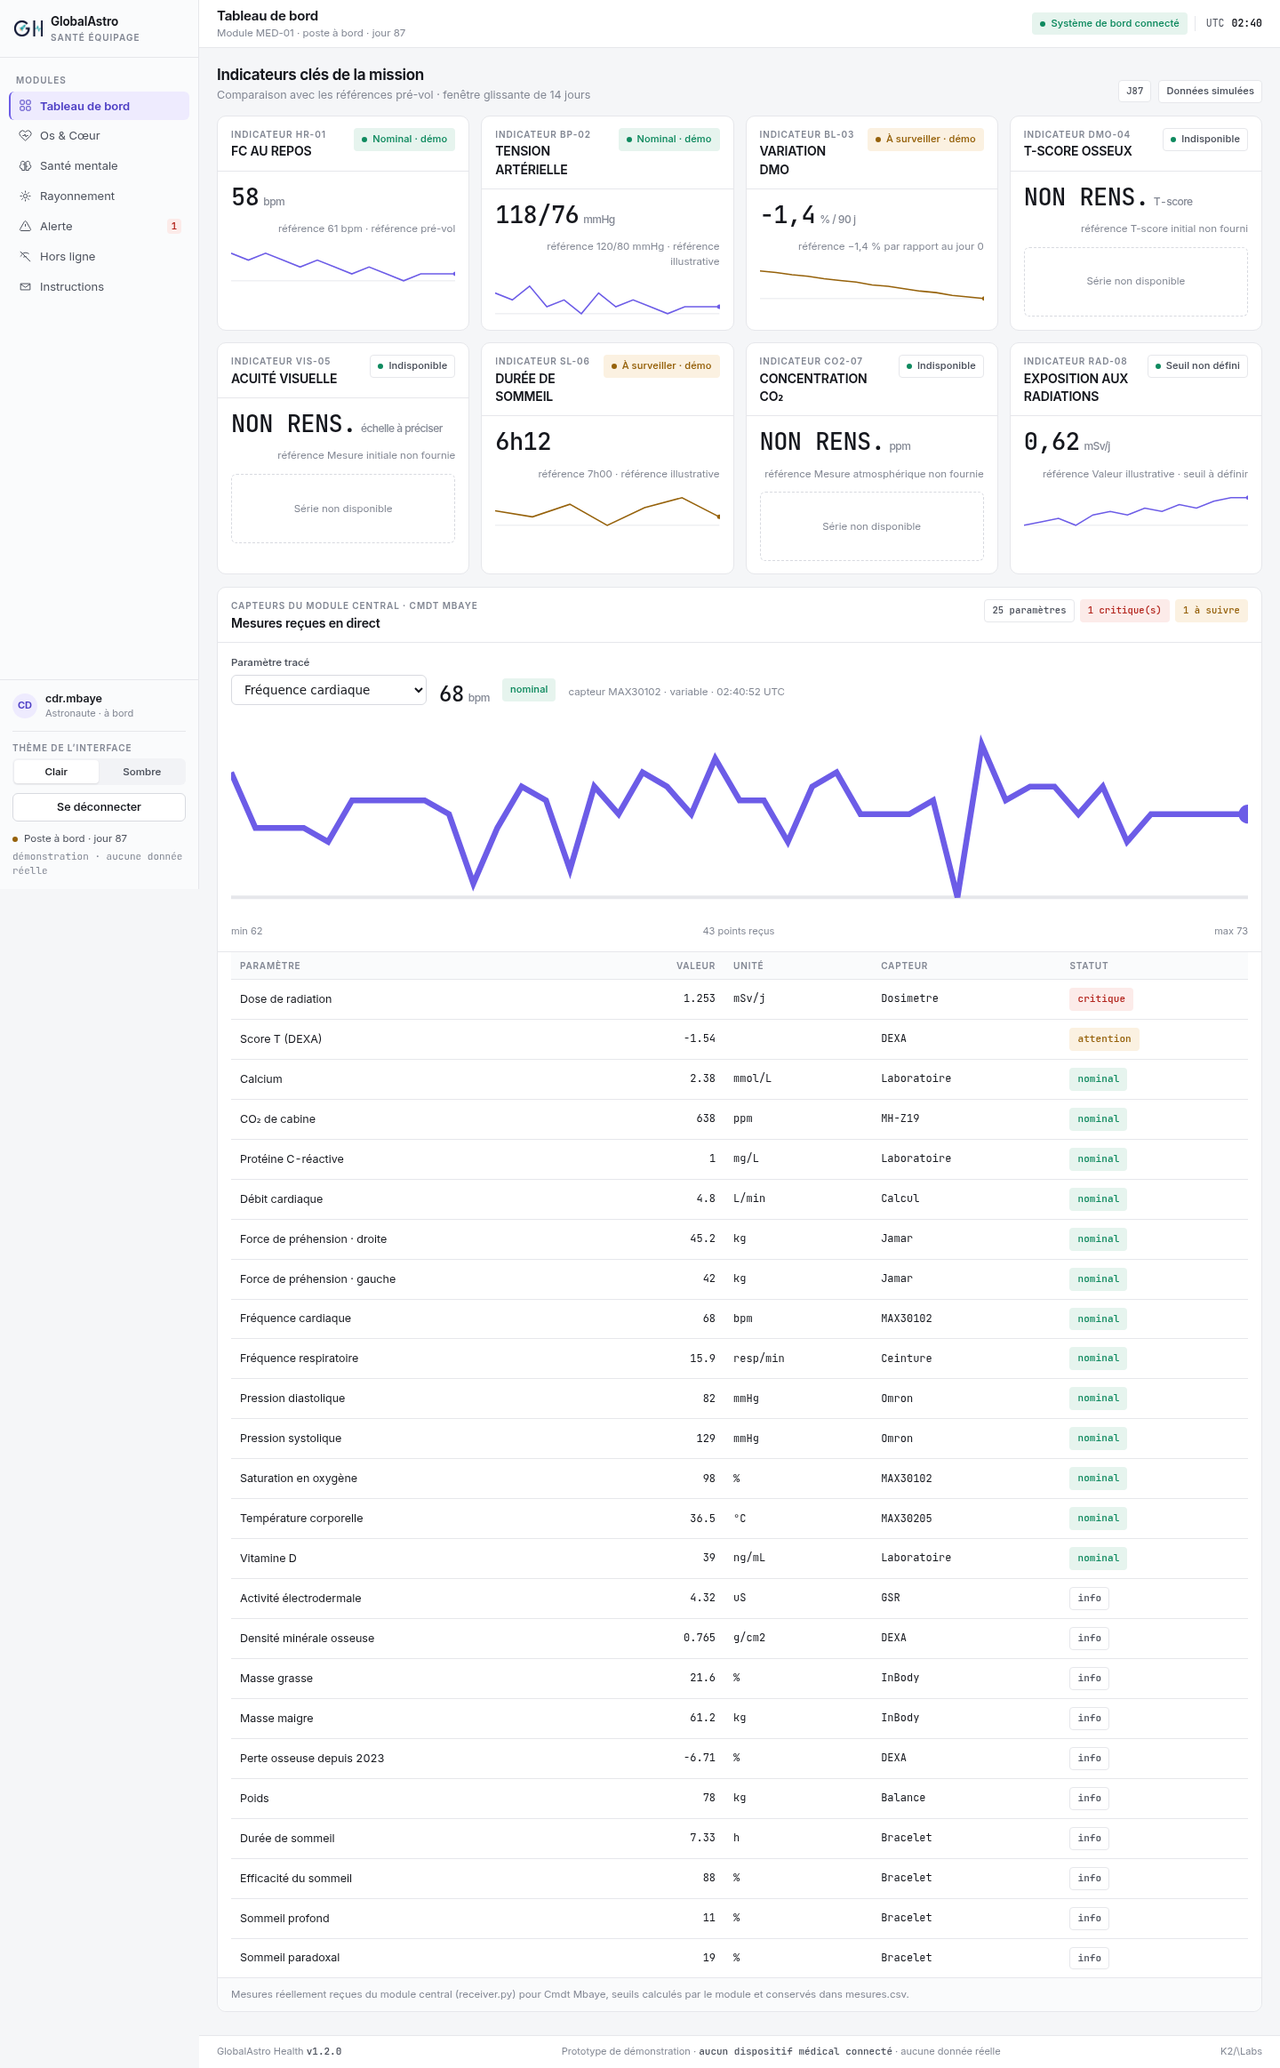 GH GlobalAstro
SANTÉ ÉQUIPAGE
MODULES
Tableau de bord
Os & Cœur
Santé mentale
Rayonnement
Alerte 1
Hors ligne
Instructions
CD cdr.mbaye
Astronaute · à bord
THÈME DE L'INTERFACE
Clair Sombre
Se déconnecter
Poste à bord · jour 87
démonstration · aucune donnée
réelle
Tableau de bord
Module MED-01 · poste à bord · jour 87
Système de bord connecté UTC 02:40
Indicateurs clés de la mission
Comparaison avec les références pré-vol · fenêtre glissante de 14 jours
J87 Données simulées
INDICATEUR HR-01
FC AU REPOS
Nominal · démo
58 bpm
référence 61 bpm · référence pré-vol
INDICATEUR BP-02
TENSION
ARTÉRIELLE
Nominal · démo
118/76 mmHg
référence 120/80 mmHg · référence
illustrative
INDICATEUR BL-03
VARIATION
DMO
À surveiller · démo
-1,4 % / 90 j
référence −1,4 % par rapport au jour 0
INDICATEUR DMO-04
T-SCORE OSSEUX
Indisponible
NON RENS. T-score
référence T-score initial non fourni
Série non disponible
INDICATEUR VIS-05
ACUITÉ VISUELLE
Indisponible
NON RENS. échelle à préciser
référence Mesure initiale non fournie
Série non disponible
INDICATEUR SL-06
DURÉE DE
SOMMEIL
À surveiller · démo
6h12
référence 7h00 · référence illustrative
INDICATEUR CO2-07
CONCENTRATION
CO₂
Indisponible
NON RENS. ppm
référence Mesure atmosphérique non fournie
Série non disponible
INDICATEUR RAD-08
EXPOSITION AUX
RADIATIONS
Seuil non défini
0,62 mSv/j
référence Valeur illustrative · seuil à définir
CAPTEURS DU MODULE CENTRAL · CMDT MBAYE
Mesures reçues en direct
25 paramètres 1 critique(s) 1 à suivre
Paramètre tracé
Fréquence cardiaque 68 bpm nominal capteur MAX30102 · variable · 02:40:52 UTC
min 62 43 points reçus max 73
PARAMÈTRE VALEUR UNITÉ CAPTEUR STATUT
Dose de radiation 1.253 mSv/j Dosimetre critique
Score T (DEXA) -1.54 DEXA attention
Calcium 2.38 mmol/L Laboratoire nominal
CO₂ de cabine 638 ppm MH-Z19 nominal
Protéine C-réactive 1 mg/L Laboratoire nominal
Débit cardiaque 4.8 L/min Calcul nominal
Force de préhension · droite 45.2 kg Jamar nominal
Force de préhension · gauche 42 kg Jamar nominal
Fréquence cardiaque 68 bpm MAX30102 nominal
Fréquence respiratoire 15.9 resp/min Ceinture nominal
Pression diastolique 82 mmHg Omron nominal
Pression systolique 129 mmHg Omron nominal
Saturation en oxygène 98 % MAX30102 nominal
Température corporelle 36.5 °C MAX30205 nominal
Vitamine D 39 ng/mL Laboratoire nominal
Activité électrodermale 4.32 uS GSR info
Densité minérale osseuse 0.765 g/cm2 DEXA info
Masse grasse 21.6 % InBody info
Masse maigre 61.2 kg InBody info
Perte osseuse depuis 2023 -6.71 % DEXA info
Poids 78 kg Balance info
Durée de sommeil 7.33 h Bracelet info
Efficacité du sommeil 88 % Bracelet info
Sommeil profond 11 % Bracelet info
Sommeil paradoxal 19 % Bracelet info
Mesures réellement reçues du module central (receiver.py) pour Cmdt Mbaye, seuils calculés par le module et conservés dans mesures.csv.
GlobalAstro Health v1.2.0 Prototype de démonstration · aucun dispositif médical connecté · aucune donnée réelle K2/\Labs